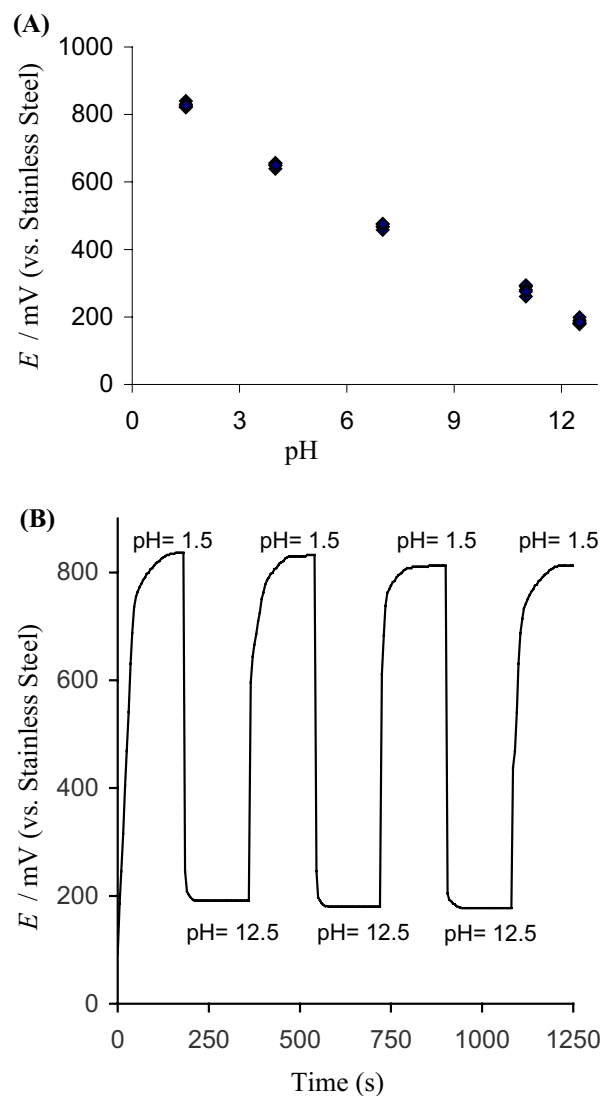 (A)
1000
800
600
400
200
0
E / mV (vs. Stainless Steel)
0 3 6 9 12
pH
(B)
pH= 1.5 pH= 1.5 pH= 1.5 pH= 1.5
800
600
400
200
0
E / mV (vs. Stainless Steel)
pH= 12.5 pH= 12.5 pH= 12.5
0 250 500 750 1000 1250
Time (s)